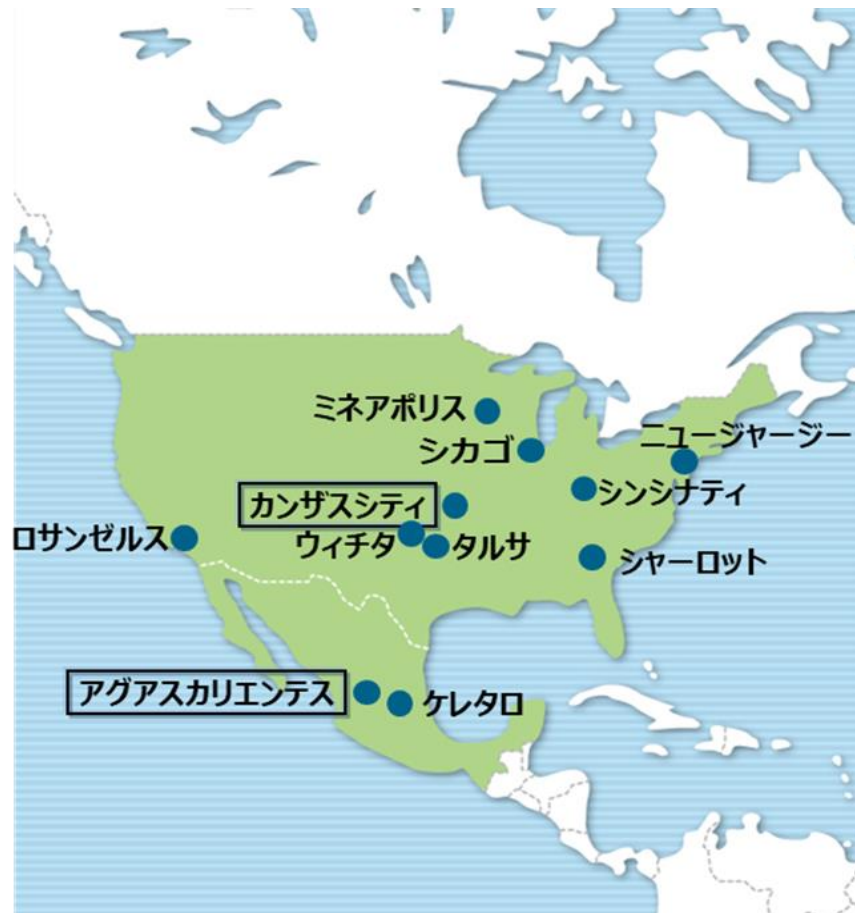 ミネアポリス
シカゴ
ニュージャージー
カンザスシティ
シンシナティ
ロサンゼルス
ウィチタ
タルサ
シャーロット
アグアスカリエンテス
ケレタロ